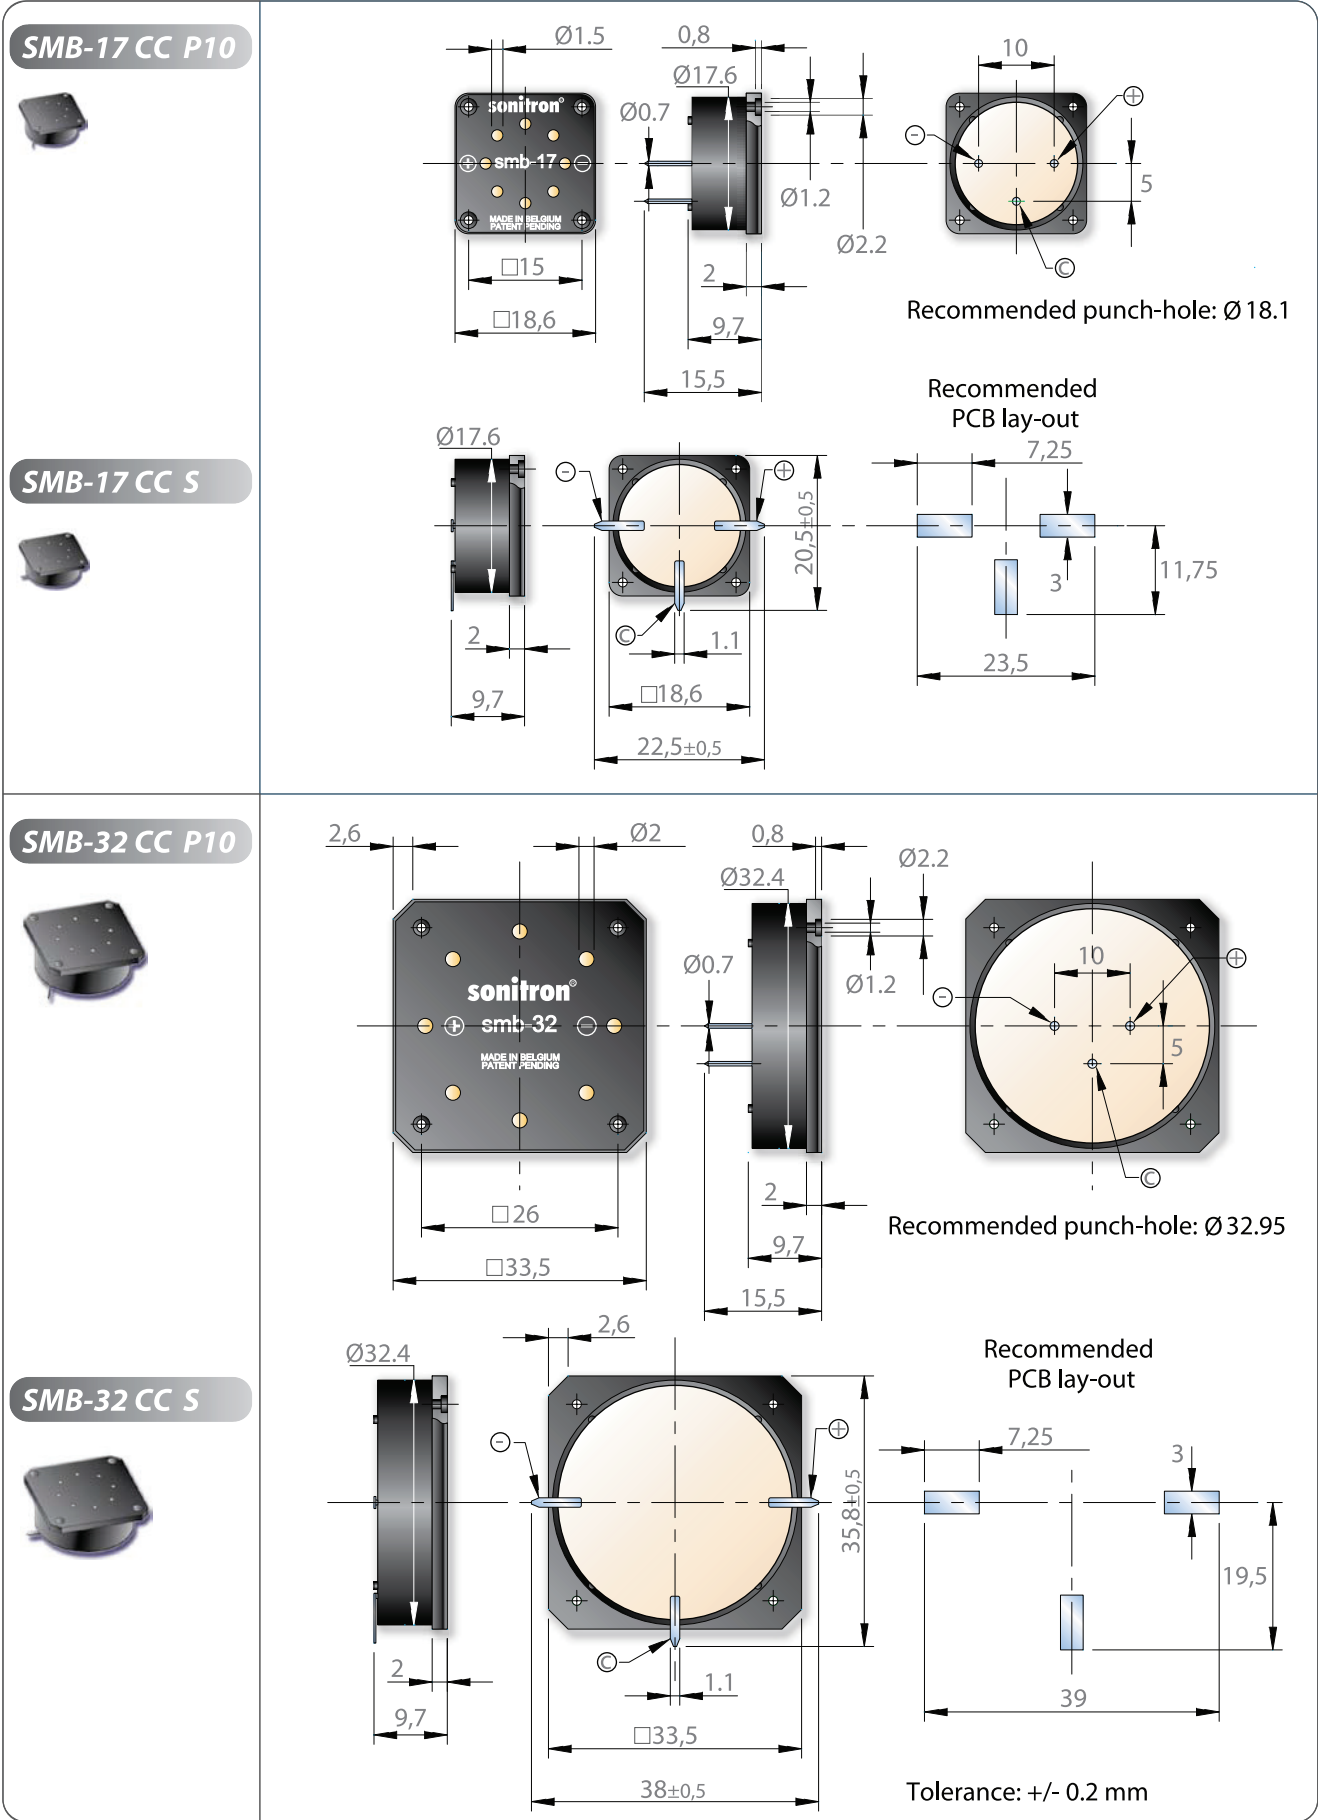 SMB-17 CC P10
Ø1.5
0,8
10
Ø17.6
Ø0.7
sonitron®
smb-17
MADE IN BELGIUM
PATENT PENDING
Ø1.2
Ø2.2
5
□15
□18,6
2
9,7
15,5
Recommended punch-hole: Ø 18.1
SMB-17 CC S
Ø17.6
2
9,7
20,5±0,5
1.1
□18,6
22,5±0,5
Recommended
PCB lay-out
7,25
3
11,75
23,5
SMB-32 CC P10
2,6
Ø2
0,8
Ø2.2
Ø32.4
Ø0.7
Ø1.2
sonitron®
smb-32
MADE IN BELGIUM
PATENT PENDING
10
5
□26
□33,5
2
9,7
15,5
Recommended punch-hole: Ø 32.95
SMB-32 CC S
Ø32.4
2,6
2
9,7
35,8±0,5
1.1
□33,5
38±0,5
Recommended
PCB lay-out
7,25
3
19,5
39
Tolerance: +/- 0.2 mm